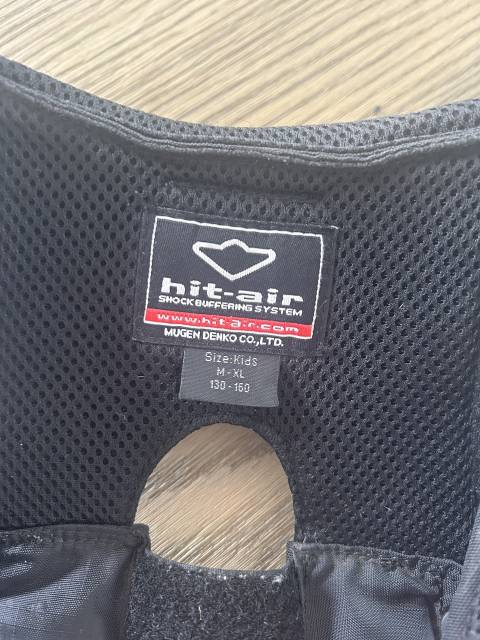 hit-air
SHOCK BUFFERING SYSTEM
www.hit-air.com
MUGEN DENKO CO.,LTD.
Size:Kids
M-XL
130-160